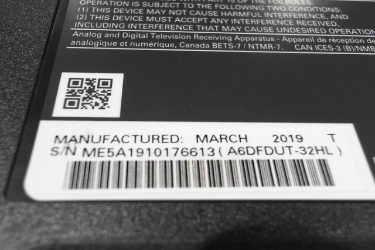 OPERATION IS SUBJECT TO THE FOLLOWING TWO CONDITIONS:
(1) THIS DEVICE MAY NOT CAUSE HARMFUL INTERFERENCE, AND
(2) THIS DEVICE MUST ACCEPT ANY INTERFERENCE RECEIVED,
INCLUDING INTERFERENCE THAT MAY CAUSE UNDESIRED OPERATION
Analog and Digital Television Receiving Apparatus - Appareil de réception de
analogique et numérique, Canada BETS-7 / NTMR-7. CAN ICES-3 (B)/NMB
MANUFACTURED: MARCH 2019 T
S/N ME5A1910176613 ( A6DFDUT-32HL )